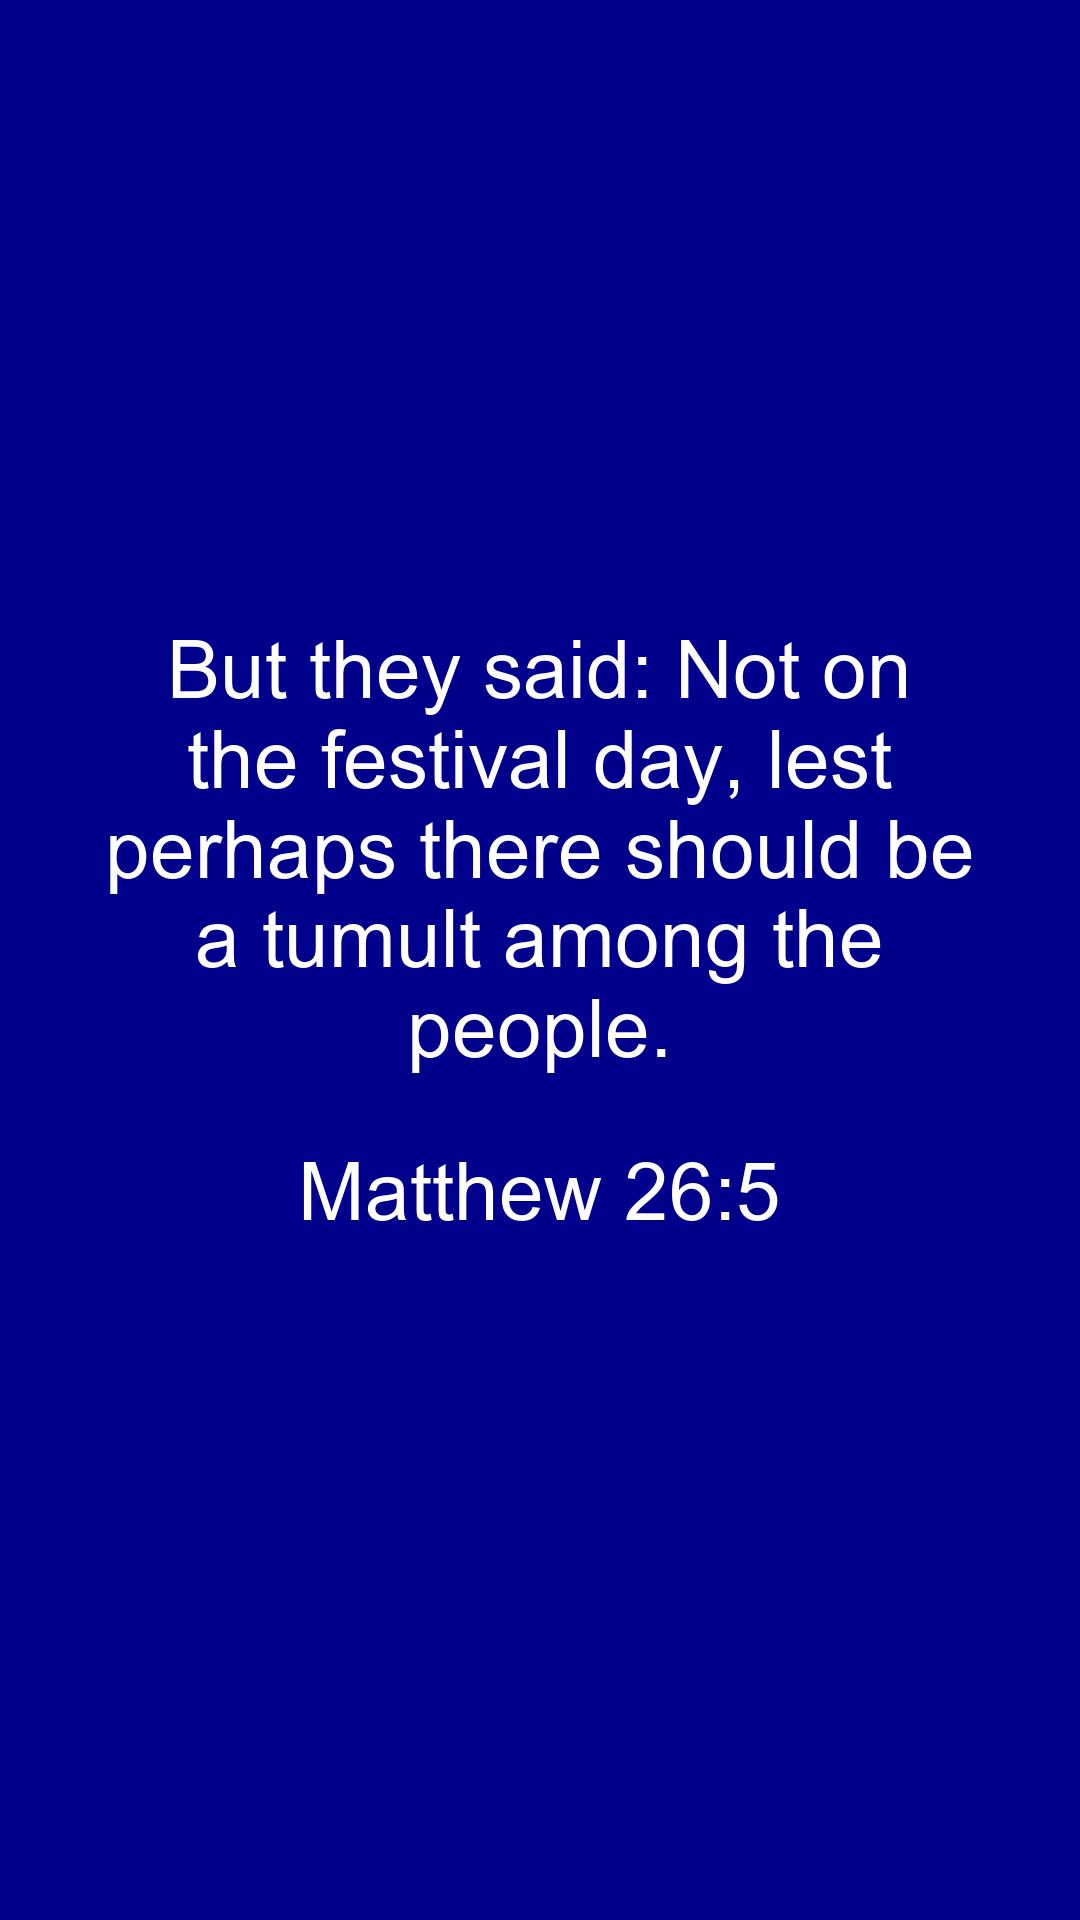 But they said: Not on
the festival day, lest
perhaps there should be
a tumult among the
people.
Matthew 26:5